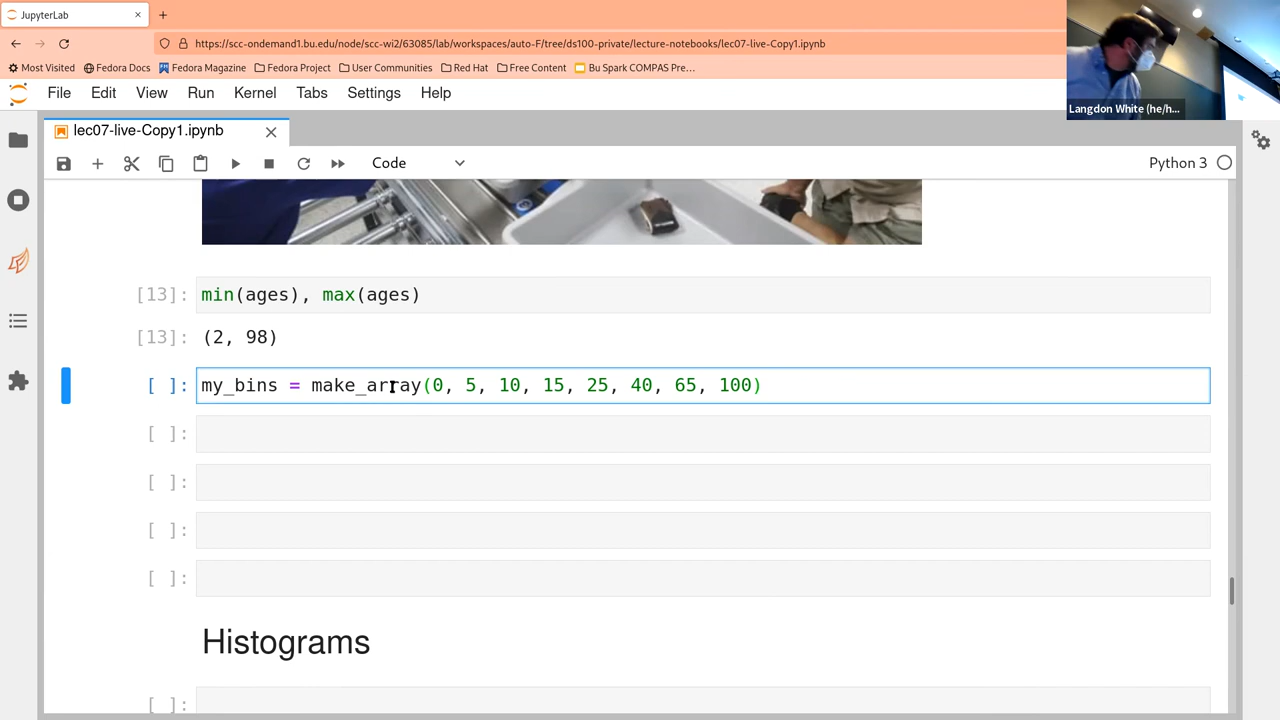 JupyterLab
https://scc-ondemand1.bu.edu/node/scc-wi2/63085/lab/workspaces/auto-F/tree/ds100-private/lecture-notebooks/lec07-live-Copy1.ipynb
Most Visited Fedora Docs Fedora Magazine Fedora Project User Communities Red Hat Free Content Bu Spark COMPAS Pre...
Langdon White (he/h...
File Edit View Run Kernel Tabs Settings Help
lec07-live-Copy1.ipynb
Code Python 3
[13]: min(ages), max(ages)
[13]: (2, 98)
[ ]: my_bins = make_array(0, 5, 10, 15, 25, 40, 65, 100)
[ ]:
[ ]:
[ ]:
[ ]:
Histograms
[ ]: